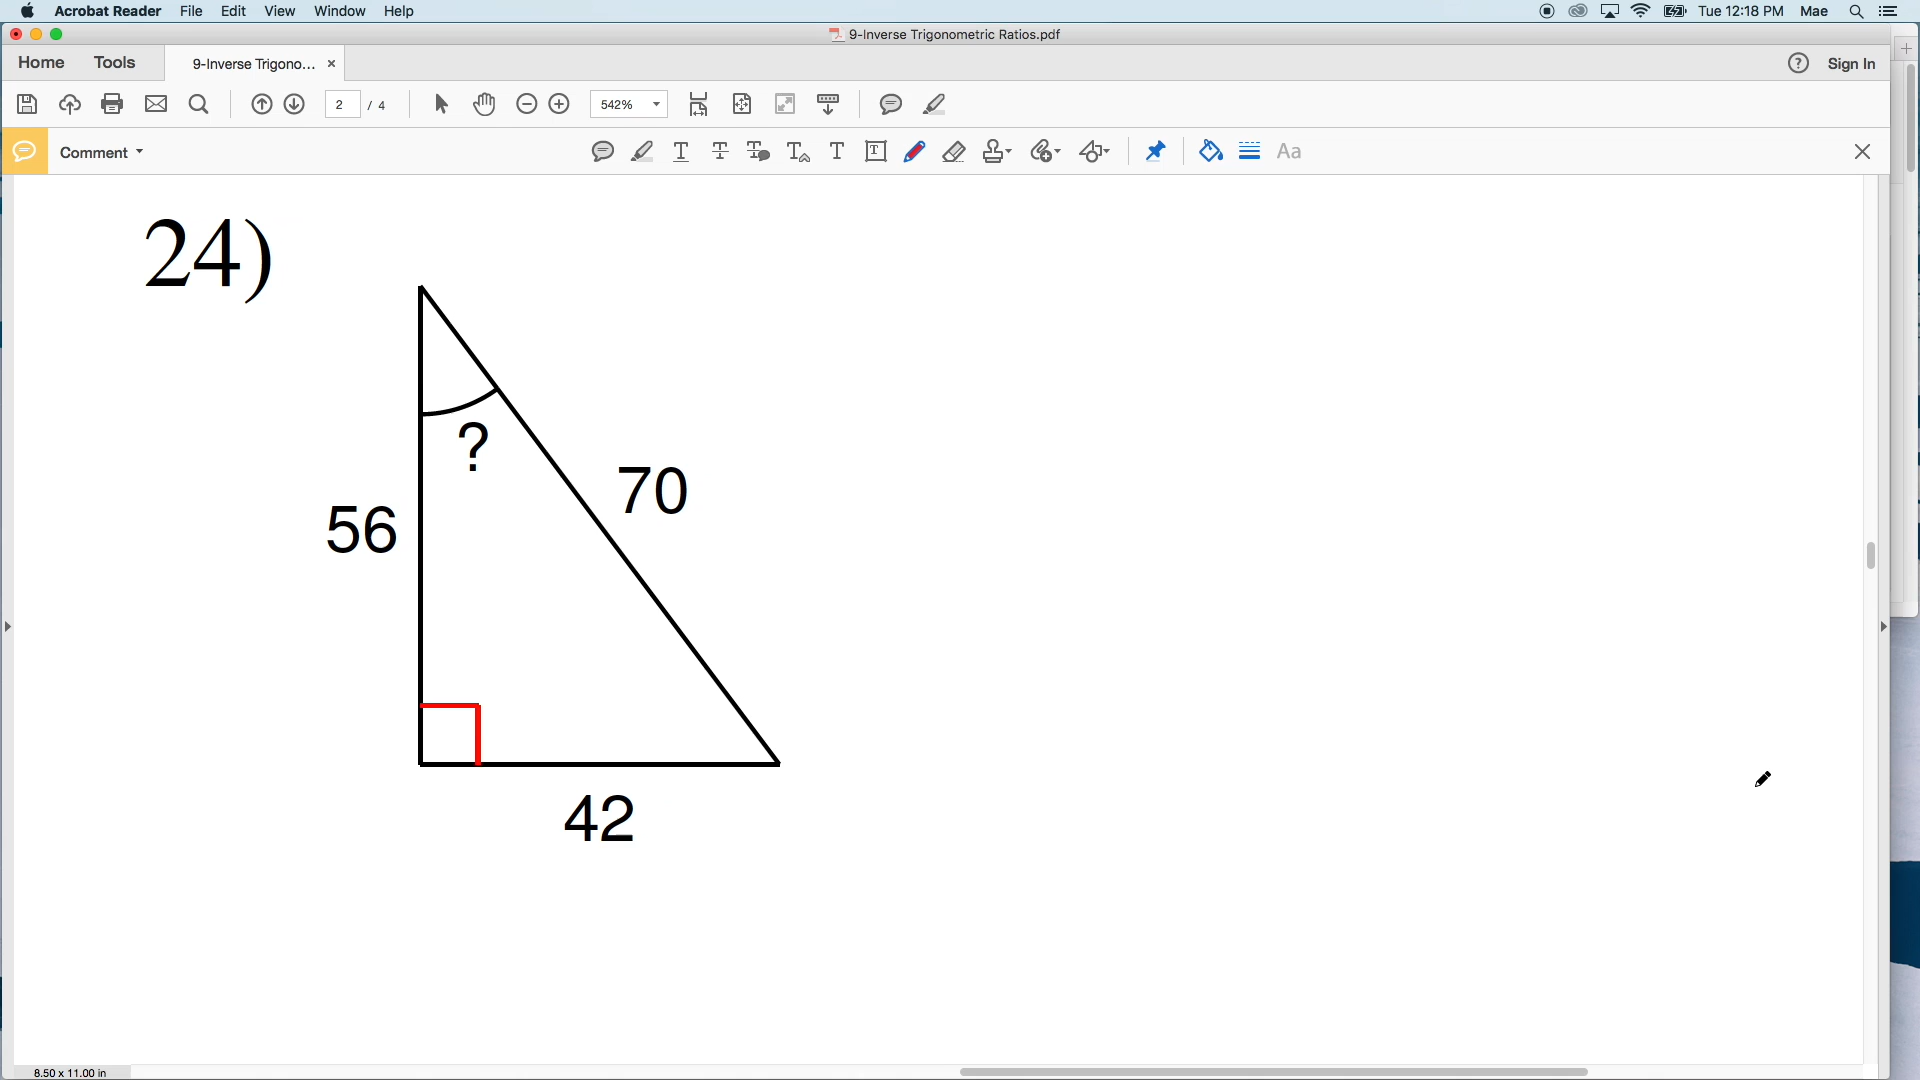 Acrobat Reader File Edit View Window Help Tue 12:18 PM Mae
9-Inverse Trigonometric Ratios.pdf
Home Tools 9-Inverse Trigono... × ? Sign In
2 / 4 542%
Comment T T T T T T Aa
24)
?
70
56
42
8.50 x 11.00 in